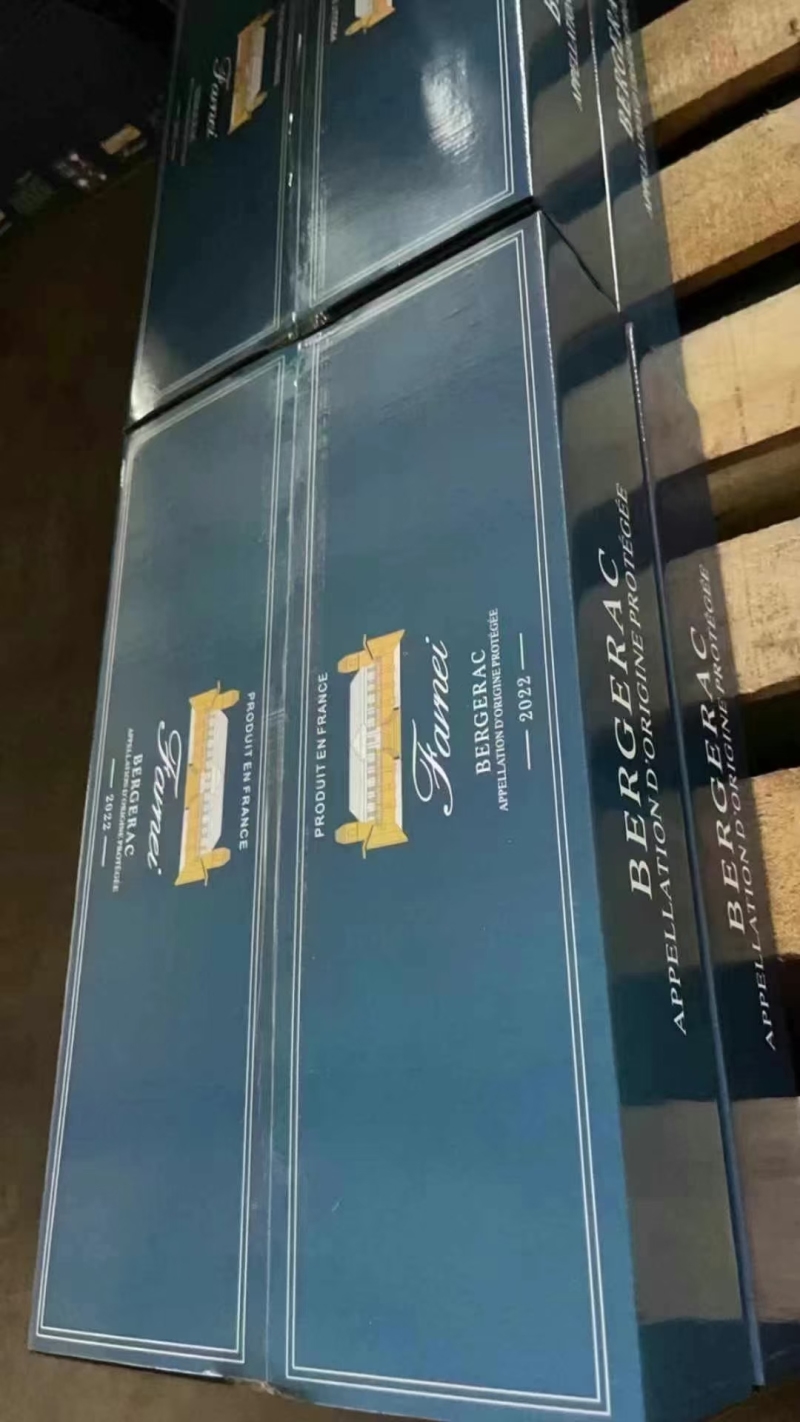 PRODUIT EN FRANCE
Famei
BERGERAC
APPELLATION D'ORIGINE PROTÉGÉE
2022
PRODUIT EN FRANCE
Famei
BERGERAC
APPELLATION D'ORIGINE PROTÉGÉE
2022
BERGERAC
APPELLATION D'ORIGINE PROTÉGÉE
BERGERAC
APPELLATION D'ORIGINE PROTÉGÉE
Famei